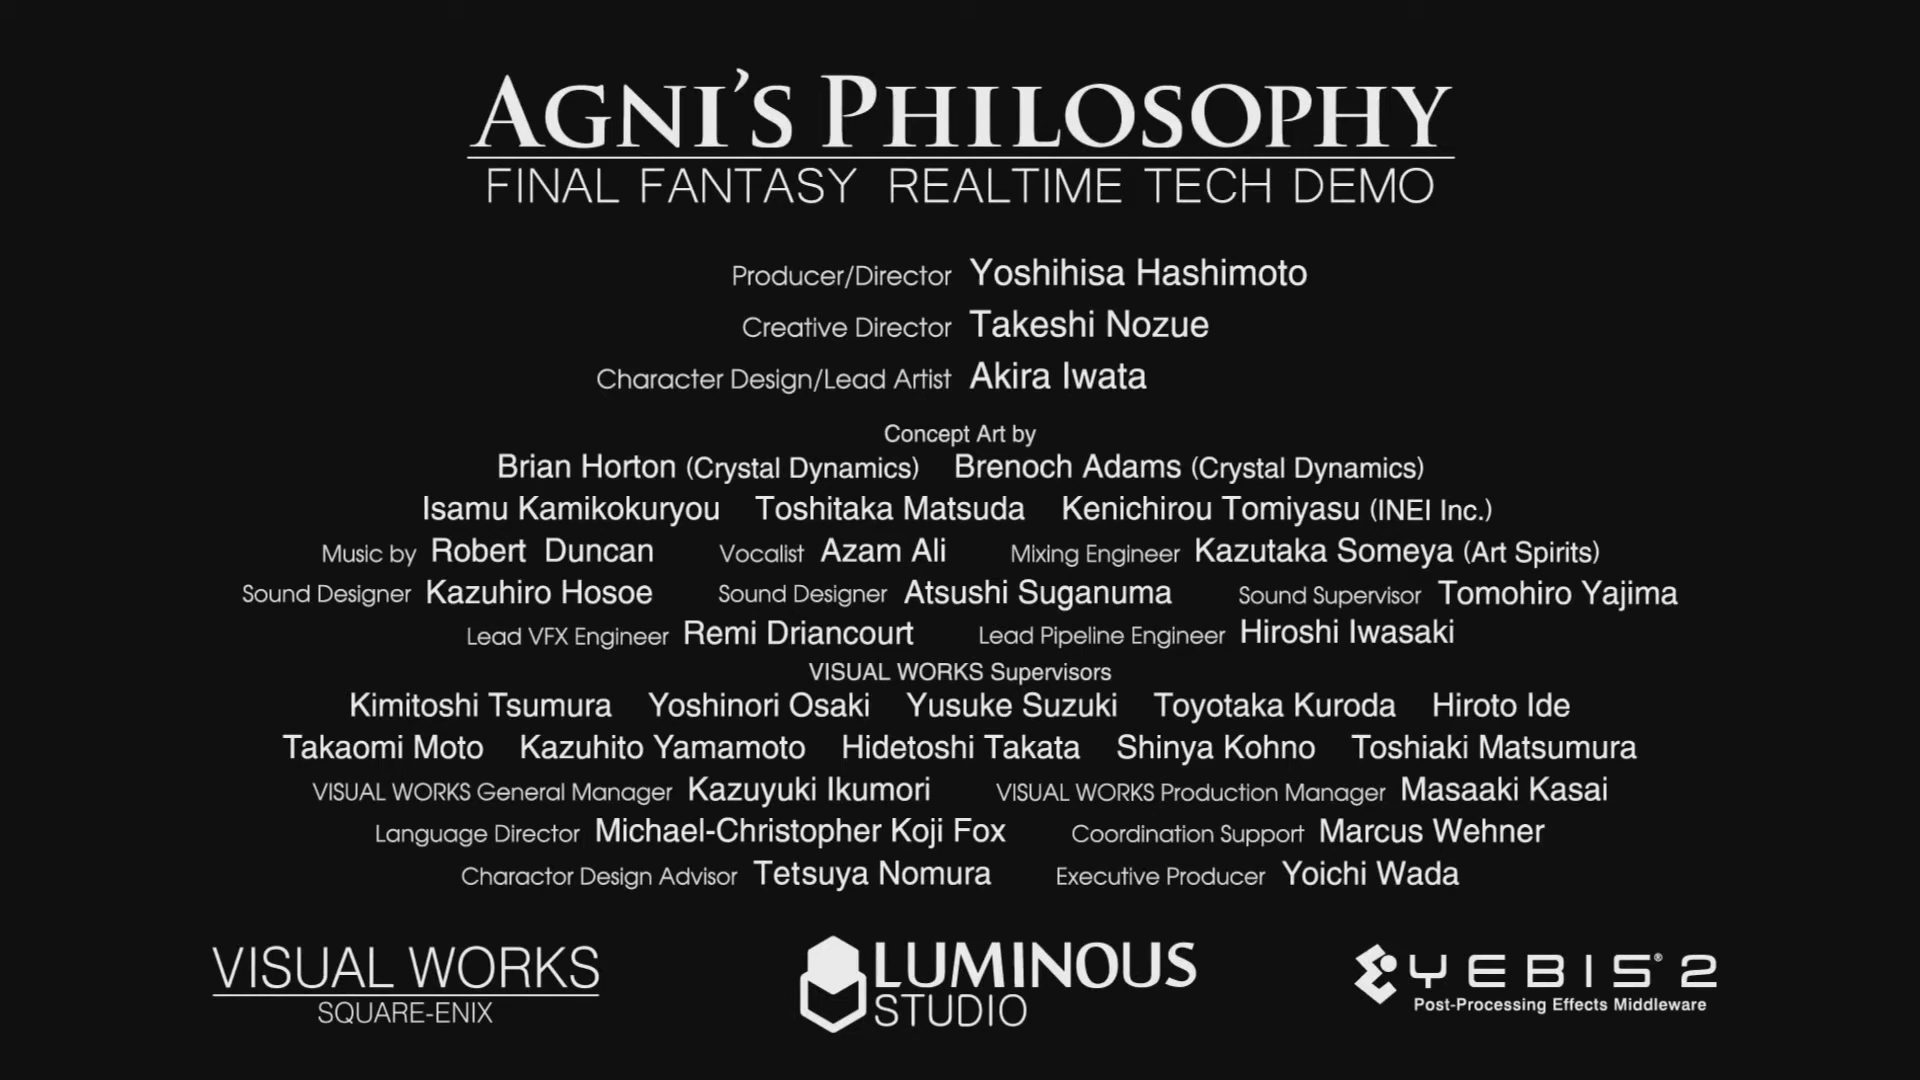 AGNI'S PHILOSOPHY
FINAL FANTASY REALTIME TECH DEMO
Producer/Director Yoshihisa Hashimoto
Creative Director Takeshi Nozue
Character Design/Lead Artist Akira Iwata
Concept Art by
Brian Horton (Crystal Dynamics) Brenoch Adams (Crystal Dynamics)
Isamu Kamikokuryou Toshitaka Matsuda Kenichirou Tomiyasu (INEI Inc.)
Music by Robert Duncan Vocalist Azam Ali Mixing Engineer Kazutaka Someya (Art Spirits)
Sound Designer Kazuhiro Hosoe Sound Designer Atsushi Suganuma Sound Supervisor Tomohiro Yajima
Lead VFX Engineer Remi Driancourt Lead Pipeline Engineer Hiroshi Iwasaki
VISUAL WORKS Supervisors
Kimitoshi Tsumura Yoshinori Osaki Yusuke Suzuki Toyotaka Kuroda Hiroto Ide
Takaomi Moto Kazuhito Yamamoto Hidetoshi Takata Shinya Kohno Toshiaki Matsumura
VISUAL WORKS General Manager Kazuyuki Ikumori VISUAL WORKS Production Manager Masaaki Kasai
Language Director Michael-Christopher Koji Fox Coordination Support Marcus Wehner
Charactor Design Advisor Tetsuya Nomura Executive Producer Yoichi Wada
VISUAL WORKS
SQUARE-ENIX
LUMINOUS
STUDIO
YEBIS® 2
Post-Processing Effects Middleware